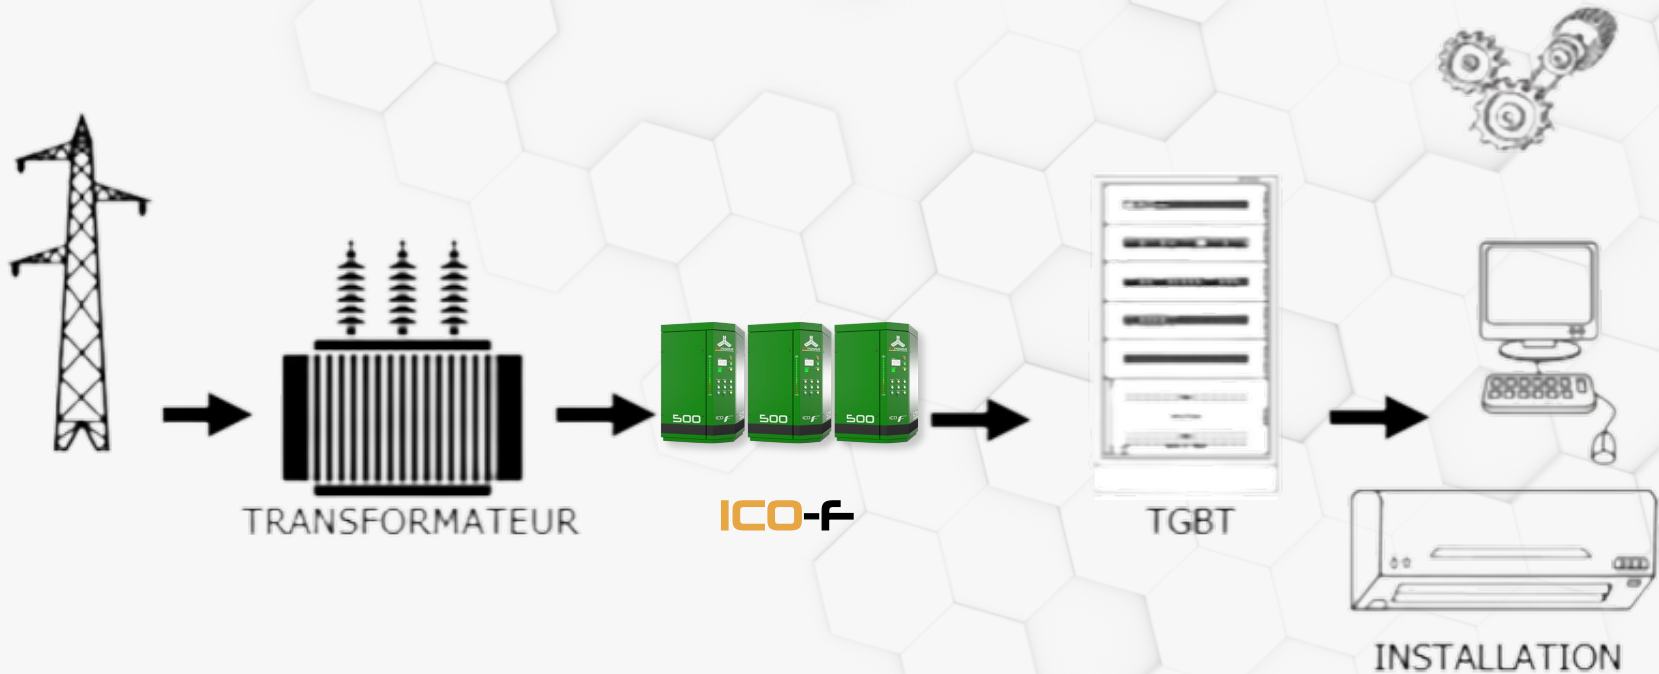 500
500
500
ICO-F
TRANSFORMATEUR
TGBT
INSTALLATION